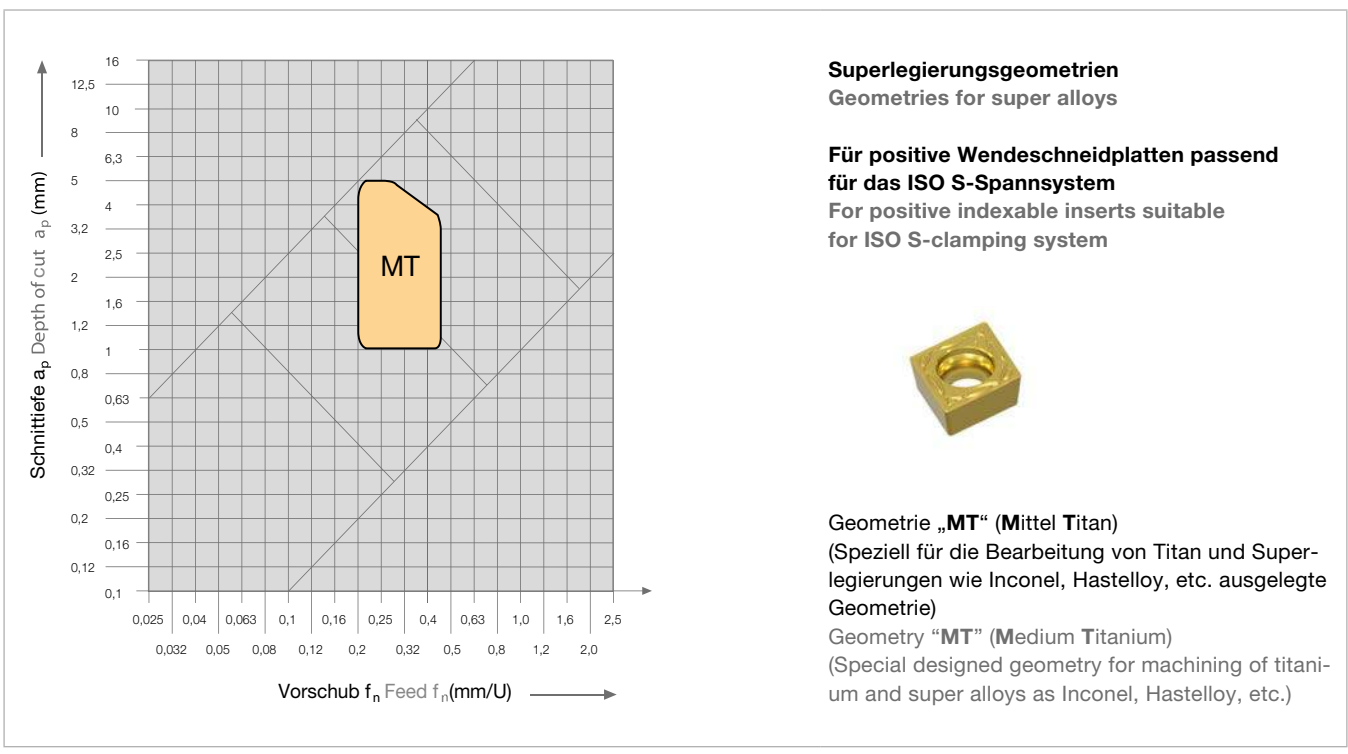 16
12,5
10
8
6,3
5
4
3,2
2,5
2
1,6
1,2
1
0,8
0,63
0,5
0,4
0,32
0,25
0,2
0,16
0,12
0,1
Schnittiefe ap Depth of cut ap (mm)
MT
0,025 0,04 0,063 0,1 0,16 0,25 0,4 0,63 1,0 1,6 2,5
0,032 0,05 0,08 0,12 0,2 0,32 0,5 0,8 1,2 2,0
Vorschub fn Feed fn(mm/U)
Superlegierungsgeometrien
Geometries for super alloys
Für positive Wendeschneidplatten passend
für das ISO S-Spannsystem
For positive indexable inserts suitable
for ISO S-clamping system
Geometrie „MT“ (Mittel Titan)
(Speziell für die Bearbeitung von Titan und Super-
legierungen wie Inconel, Hastelloy, etc. ausgelegte
Geometrie)
Geometry “MT” (Medium Titanium)
(Special designed geometry for machining of titani-
um and super alloys as Inconel, Hastelloy, etc.)